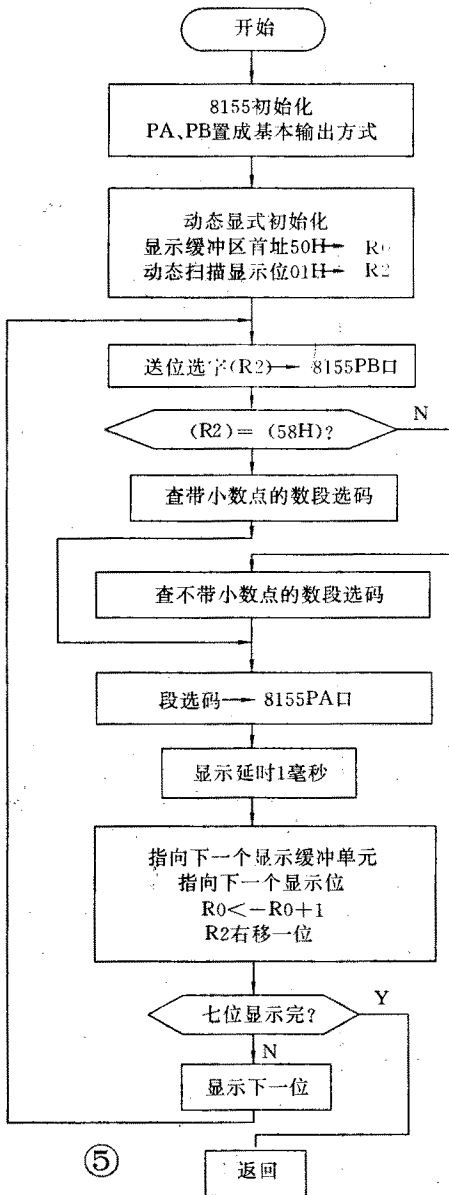 开始
8155初始化
PA、PB置成基本输出方式
动态显式初始化
显示缓冲区首址50H→ R0
动态扫描显示位01H→ R2
送位选字(R2)→ 8155PB口
(R2)=(58H)?
N
查带小数点的数段选码
查不带小数点的数段选码
段选码→8155PA口
显示延时1毫秒
指向下一个显示缓冲单元
指向下一个显示位
R0<-R0+1
R2右移一位
七位显示完?
Y
N
显示下一位
⑤
返回